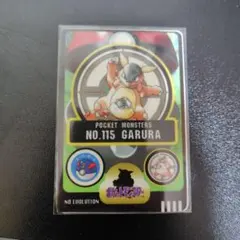 POCKET MONSTERS
NO.115 GARURA
NO EVOLUTION